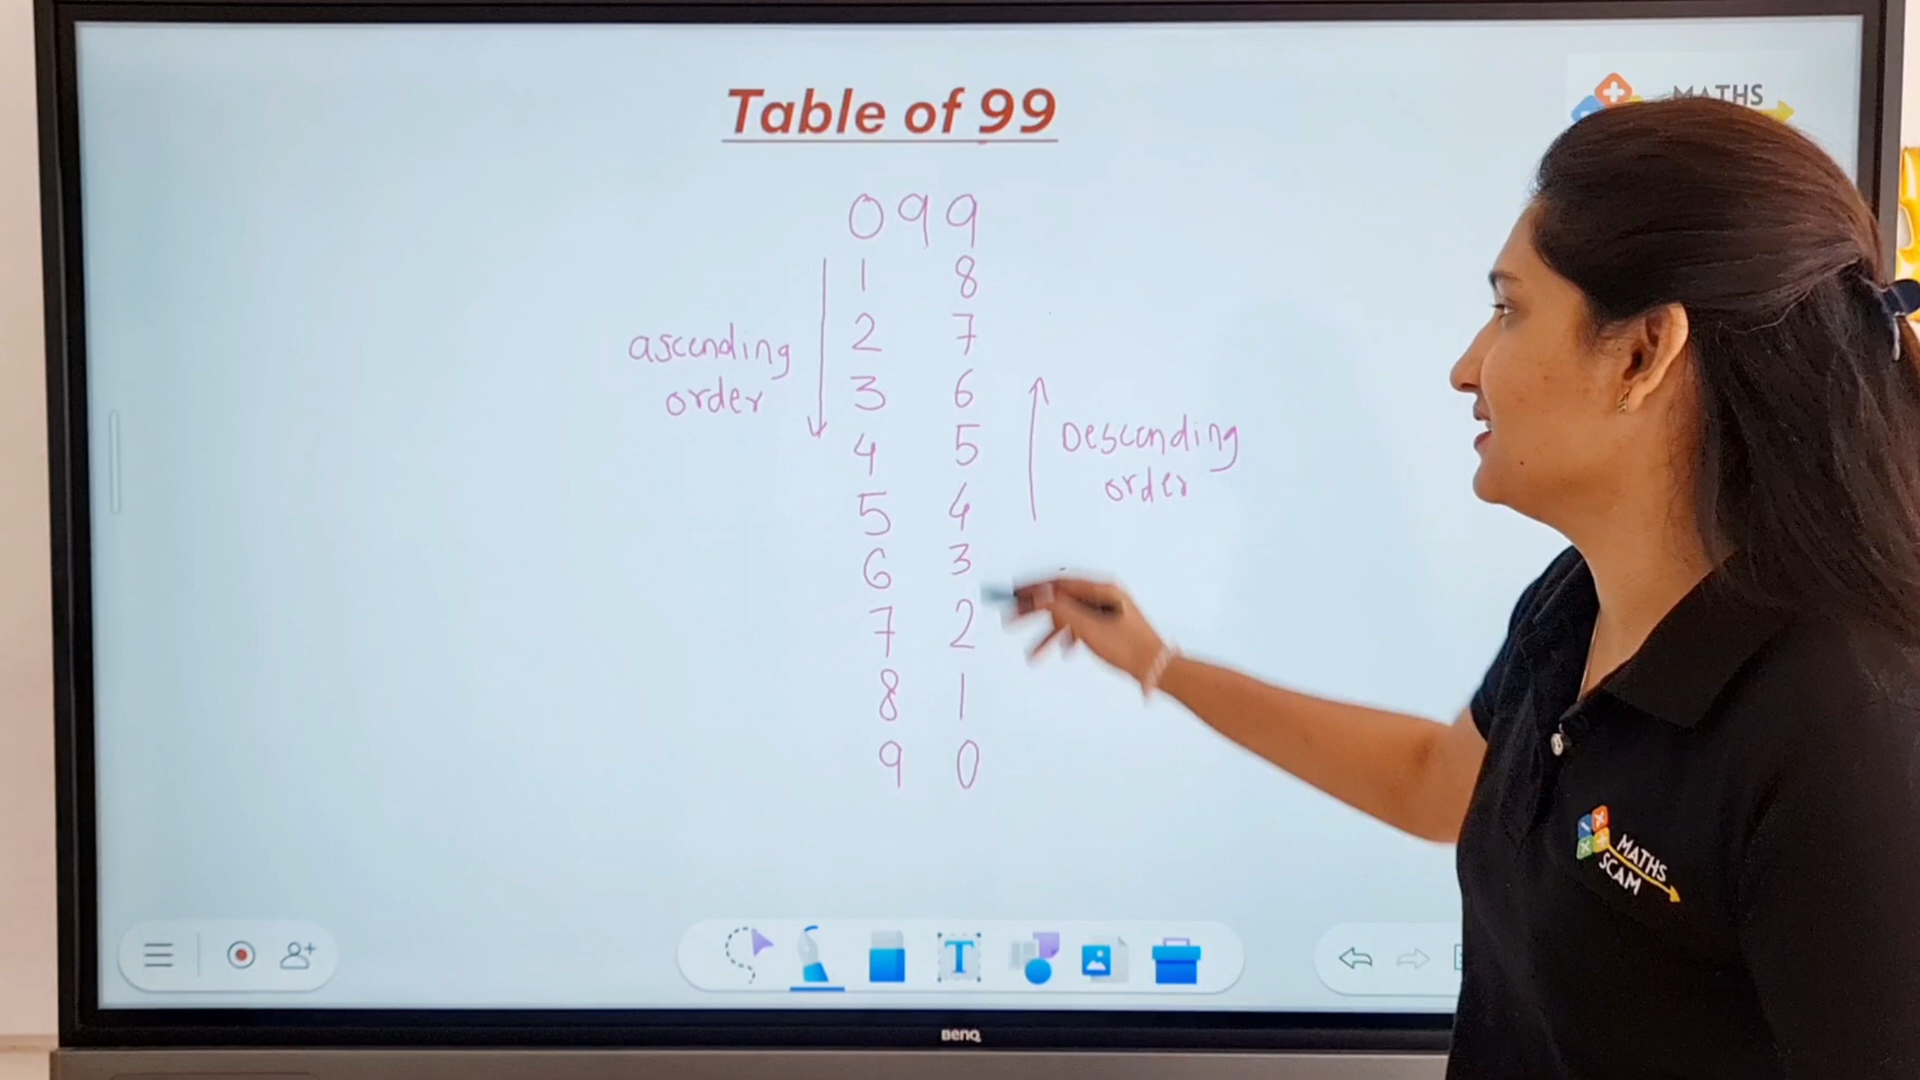 Table of 99
MATHS
0 9 9
1 8
2 7
3 6
4 5
5 4
6 3
7 2
8 1
9 0
ascending
order
Descending
order
MATHS
SCAM
T
BenQ